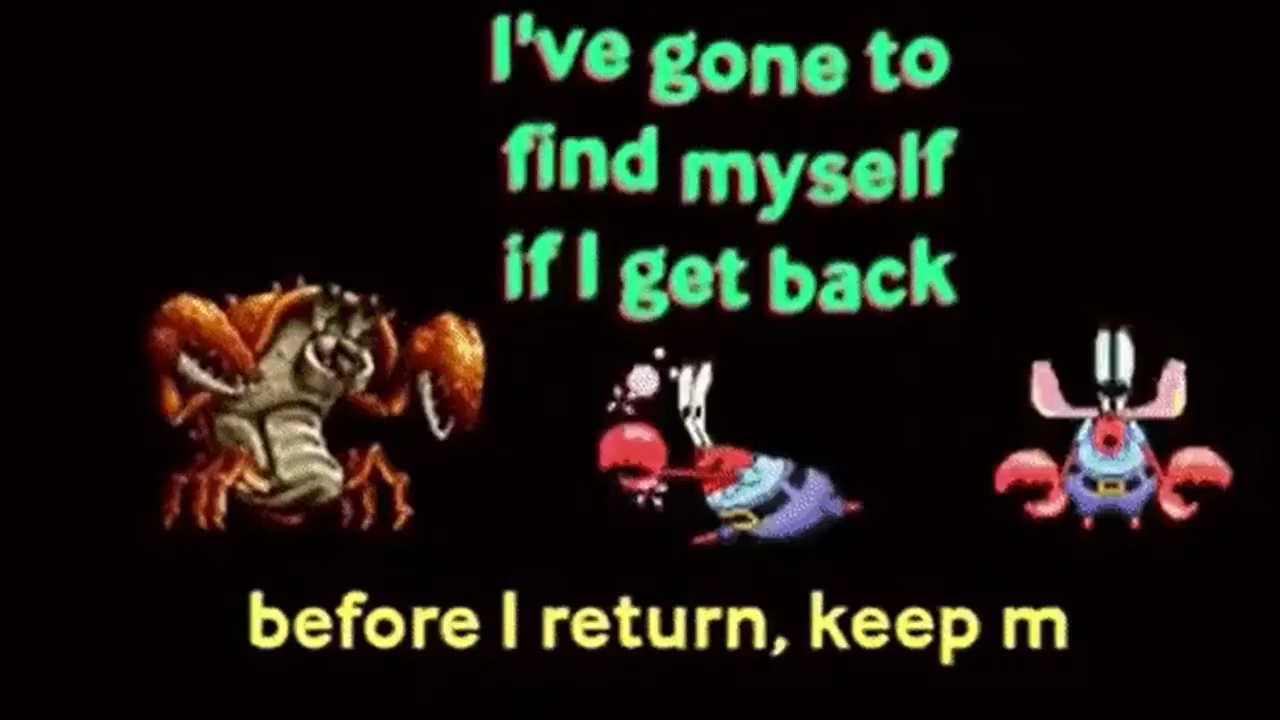 I've gone to
find myself
if I get back
before I return, keep m